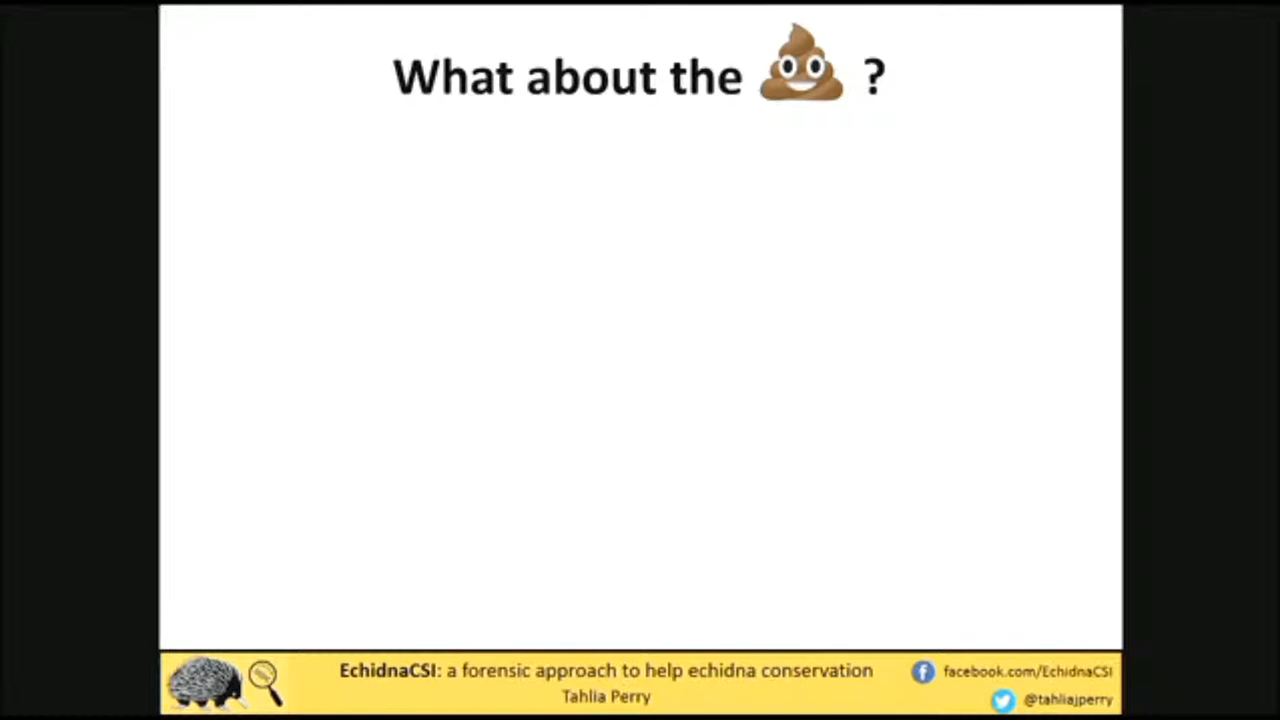 What about the 💩 ?
EchidnaCSI: a forensic approach to help echidna conservation
Tahlia Perry
facebook.com/EchidnaCSI
@tahliajperry